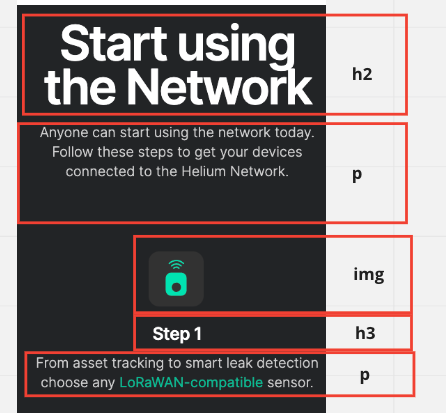 Start using
the Network
h2
Anyone can start using the network today.
Follow these steps to get your devices
connected to the Helium Network.
p
img
Step 1
h3
From asset tracking to smart leak detection
choose any LoRaWAN-compatible sensor.
p